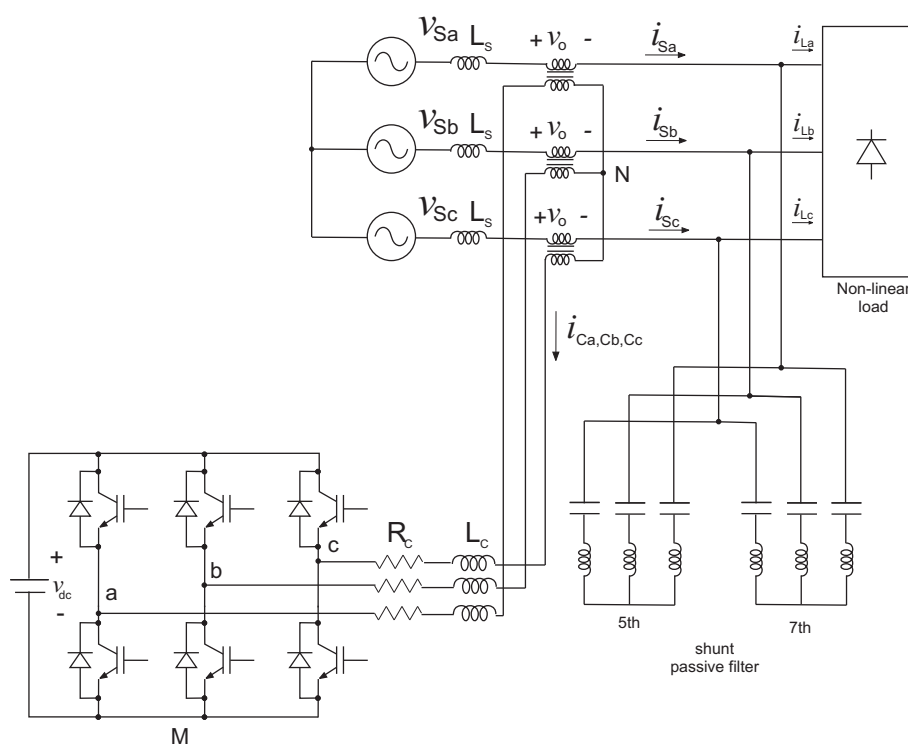 vSa Ls + vo - iSa iLa
vSb Ls + vo - iSb iLb
N
vSc Ls + vo - iSc iLc
Non-linear
load
iCa,Cb,Cc
Rc Lc
c
b
a
+
vdc
-
5th 7th
shunt
passive filter
M